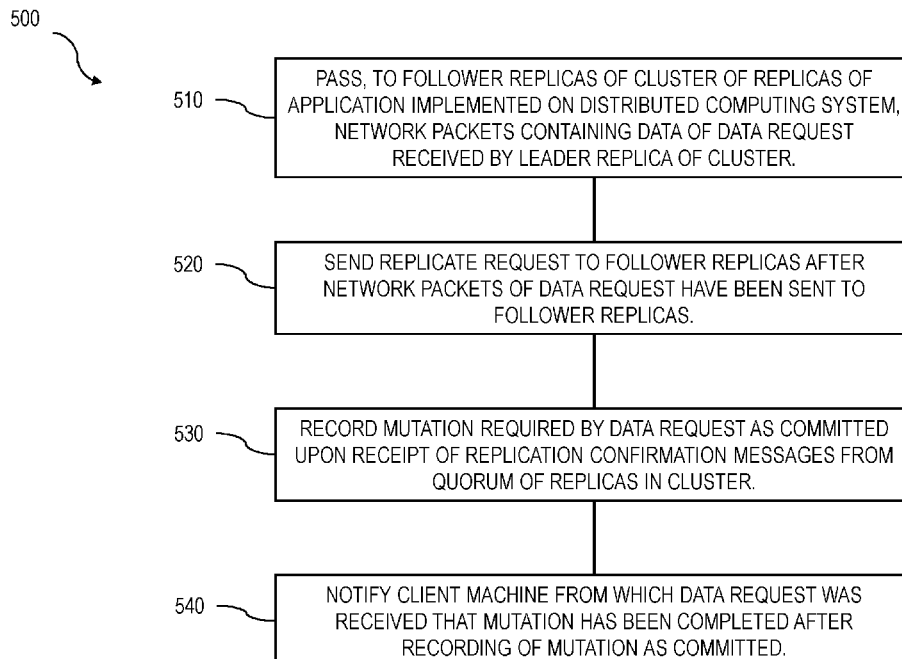 500
510
PASS, TO FOLLOWER REPLICAS OF CLUSTER OF REPLICAS OF
APPLICATION IMPLEMENTED ON DISTRIBUTED COMPUTING SYSTEM,
NETWORK PACKETS CONTAINING DATA OF DATA REQUEST
RECEIVED BY LEADER REPLICA OF CLUSTER.
520
SEND REPLICATE REQUEST TO FOLLOWER REPLICAS AFTER
NETWORK PACKETS OF DATA REQUEST HAVE BEEN SENT TO
FOLLOWER REPLICAS.
530
RECORD MUTATION REQUIRED BY DATA REQUEST AS COMMITTED
UPON RECEIPT OF REPLICATION CONFIRMATION MESSAGES FROM
QUORUM OF REPLICAS IN CLUSTER.
540
NOTIFY CLIENT MACHINE FROM WHICH DATA REQUEST WAS
RECEIVED THAT MUTATION HAS BEEN COMPLETED AFTER
RECORDING OF MUTATION AS COMMITTED.